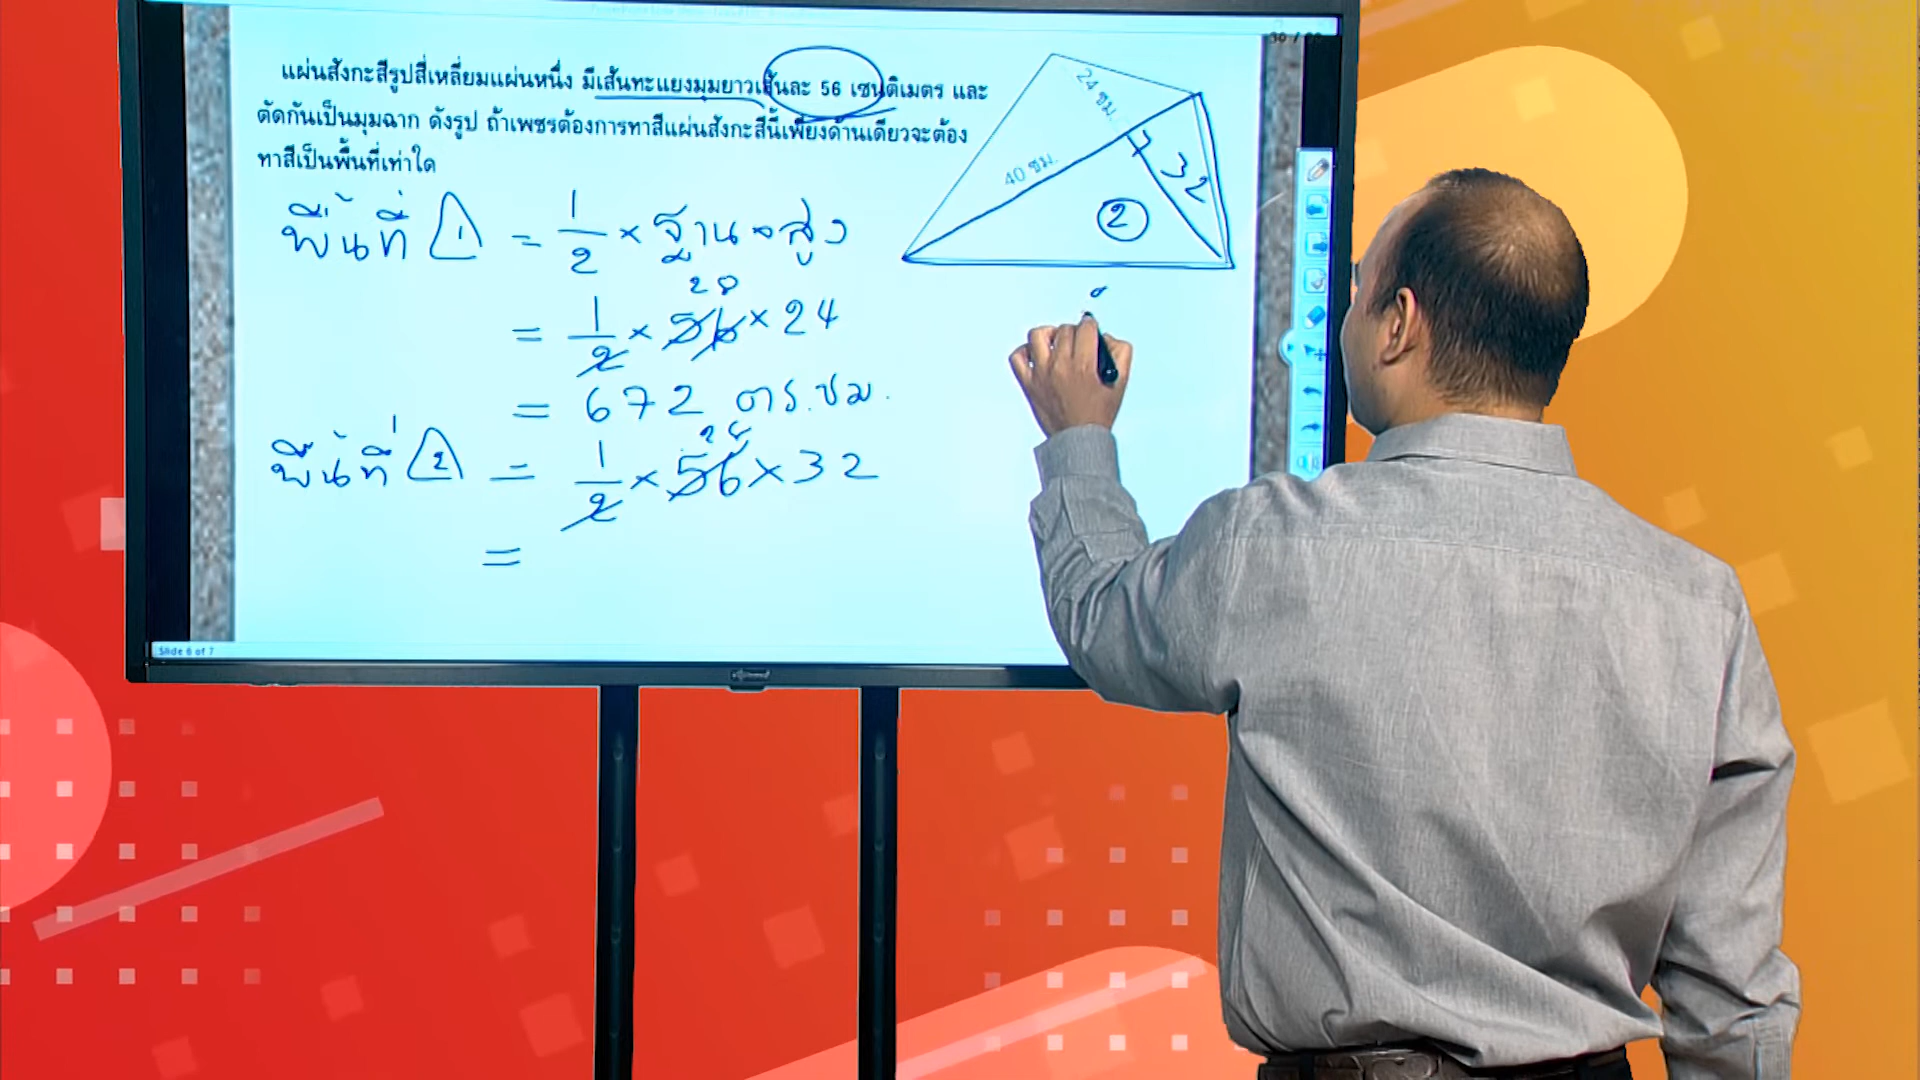 แผ่นสังกะสีรูปสี่เหลี่ยมแผ่นหนึ่ง มีเส้นทะแยงมุมยาวเส้นละ 56 เซนติเมตร และ
ตัดกันเป็นมุมฉาก ดังรูป ถ้าเพชรต้องการทาสีแผ่นสังกะสีนี้เพียงด้านเดียวจะต้อง
ทาสีเป็นพื้นที่เท่าใด
24 ซม.
40 ซม.
32
2
พื้นที่ 1 = 1/2 × ฐาน × สูง
28
= 1/2 × 56 × 24
= 672 ตร.ซม.
28
พื้นที่ 2 = 1/2 × 56 × 32
=
Slide 6 of 7